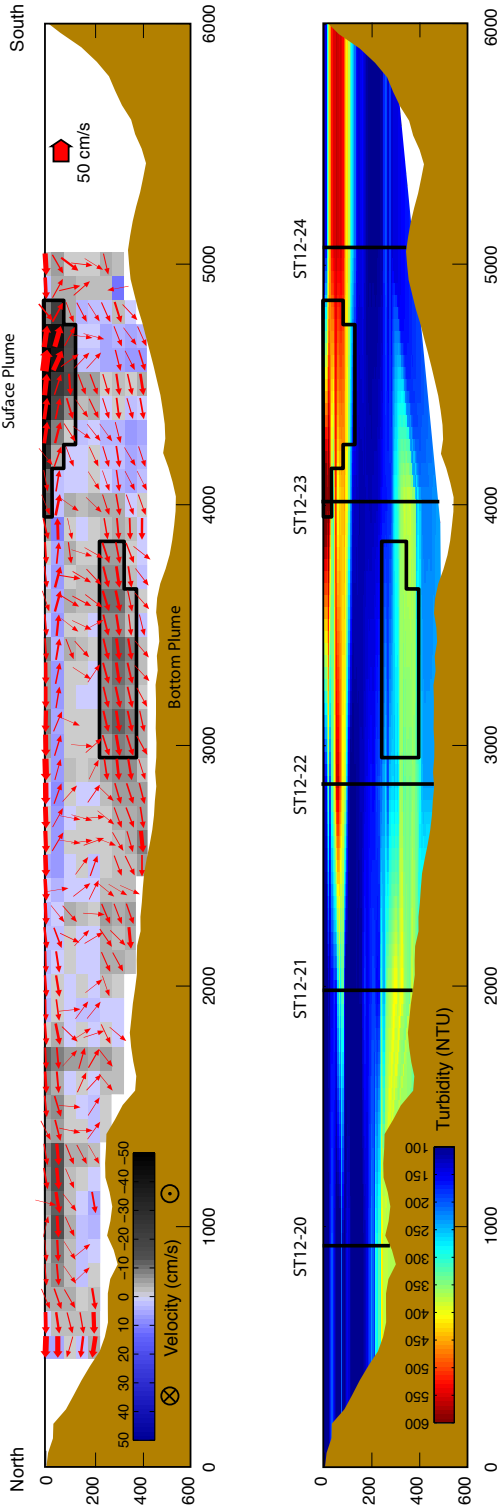 North
Suface Plume
South
0
200
400
600
50 cm/s
Bottom Plume
50 40 30 20 10 0 −10 −20 −30 −40 −50
Velocity (cm/s)
0 1000 2000 3000 4000 5000 6000
ST12-20 ST12-21 ST12-22 ST12-23 ST12-24
0
200
400
600
600 550 500 450 400 350 300 250 200 150 100
Turbidity (NTU)
0 1000 2000 3000 4000 5000 6000